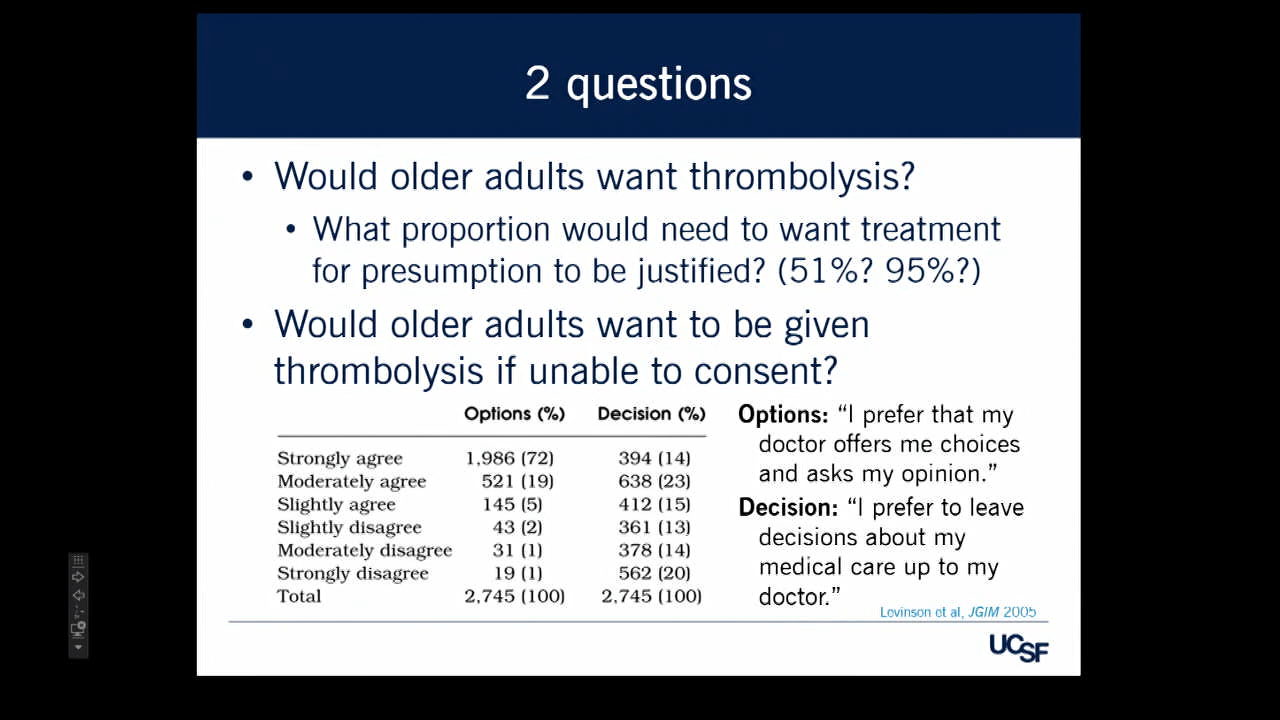 2 questions
• Would older adults want thrombolysis?
• What proportion would need to want treatment
for presumption to be justified? (51%? 95%?)
• Would older adults want to be given
thrombolysis if unable to consent?
Options (%) Decision (%)
Strongly agree 1,986 (72) 394 (14)
Moderately agree 521 (19) 638 (23)
Slightly agree 145 (5) 412 (15)
Slightly disagree 43 (2) 361 (13)
Moderately disagree 31 (1) 378 (14)
Strongly disagree 19 (1) 562 (20)
Total 2,745 (100) 2,745 (100)
Options: “I prefer that my
doctor offers me choices
and asks my opinion.”
Decision: “I prefer to leave
decisions about my
medical care up to my
doctor.”
Levinson et al, JGIM 2005
UCSF